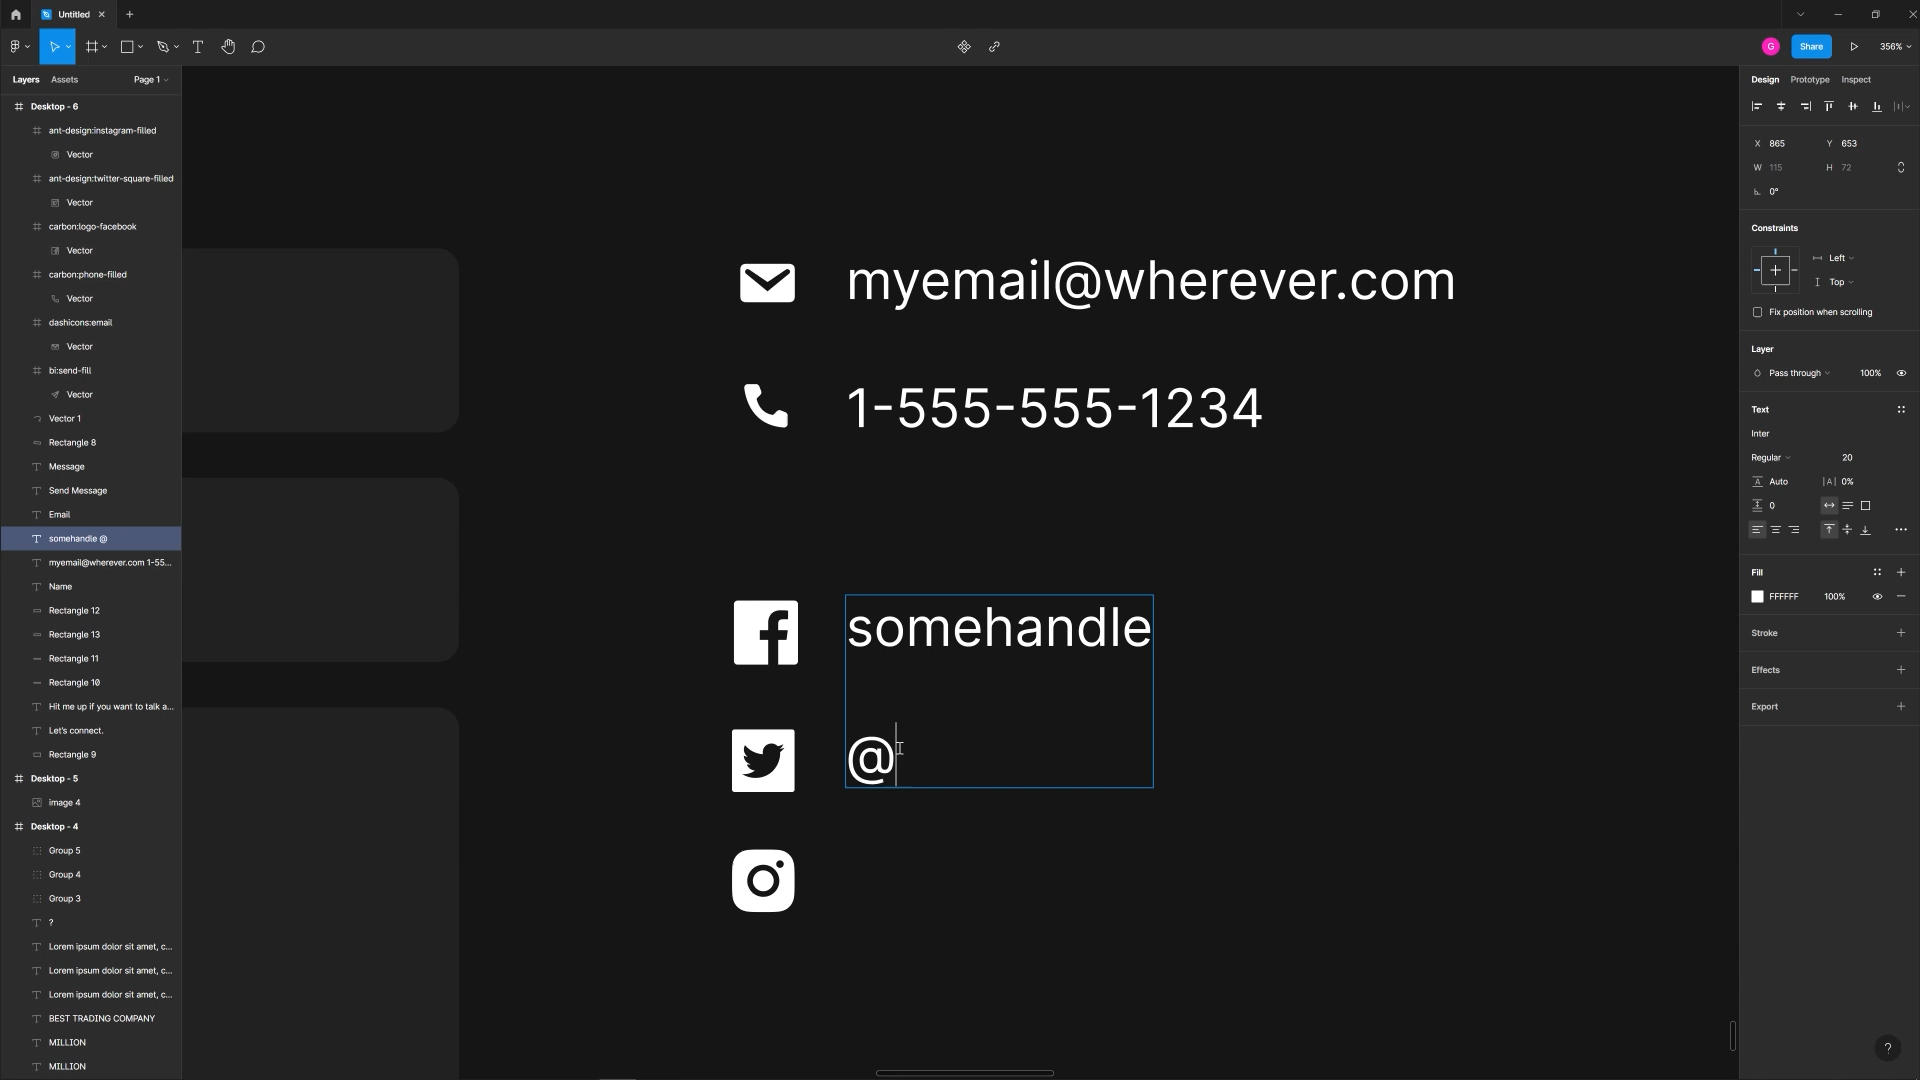 Untitled
G
Share
356%
Layers
Assets
Page 1
Desktop - 6
ant-design:instagram-filled
Vector
ant-design:twitter-square-filled
Vector
carbon:logo-facebook
Vector
carbon:phone-filled
Vector
dashicons:email
Vector
bi:send-fill
Vector
Vector 1
Rectangle 8
Message
Send Message
Email
somehandle @
myemail@wherever.com 1-55...
Name
Rectangle 12
Rectangle 13
Rectangle 11
Rectangle 10
Hit me up if you want to talk a...
Let's connect.
Rectangle 9
Desktop - 5
image 4
Desktop - 4
Group 5
Group 4
Group 3
?
Lorem ipsum dolor sit amet, c...
Lorem ipsum dolor sit amet, c...
Lorem ipsum dolor sit amet, c...
BEST TRADING COMPANY
MILLION
MILLION
myemail@wherever.com
1-555-555-1234
somehandle
@
Design
Prototype
Inspect
X 865
Y 653
W 115
H 72
0°
Constraints
Left
Top
Fix position when scrolling
Layer
Pass through
100%
Text
Inter
Regular
20
A Auto
|A| 0%
0
Fill
FFFFFF
100%
Stroke
Effects
Export
?